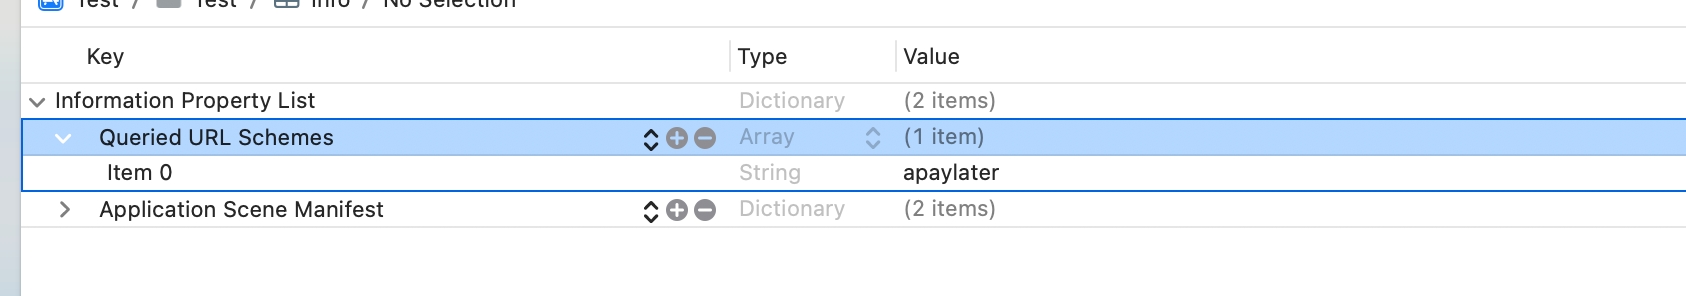 Test / Test / Info / No Selection
Key Type Value
Information Property List Dictionary (2 items)
Queried URL Schemes Array (1 item)
Item 0 String apaylater
Application Scene Manifest Dictionary (2 items)